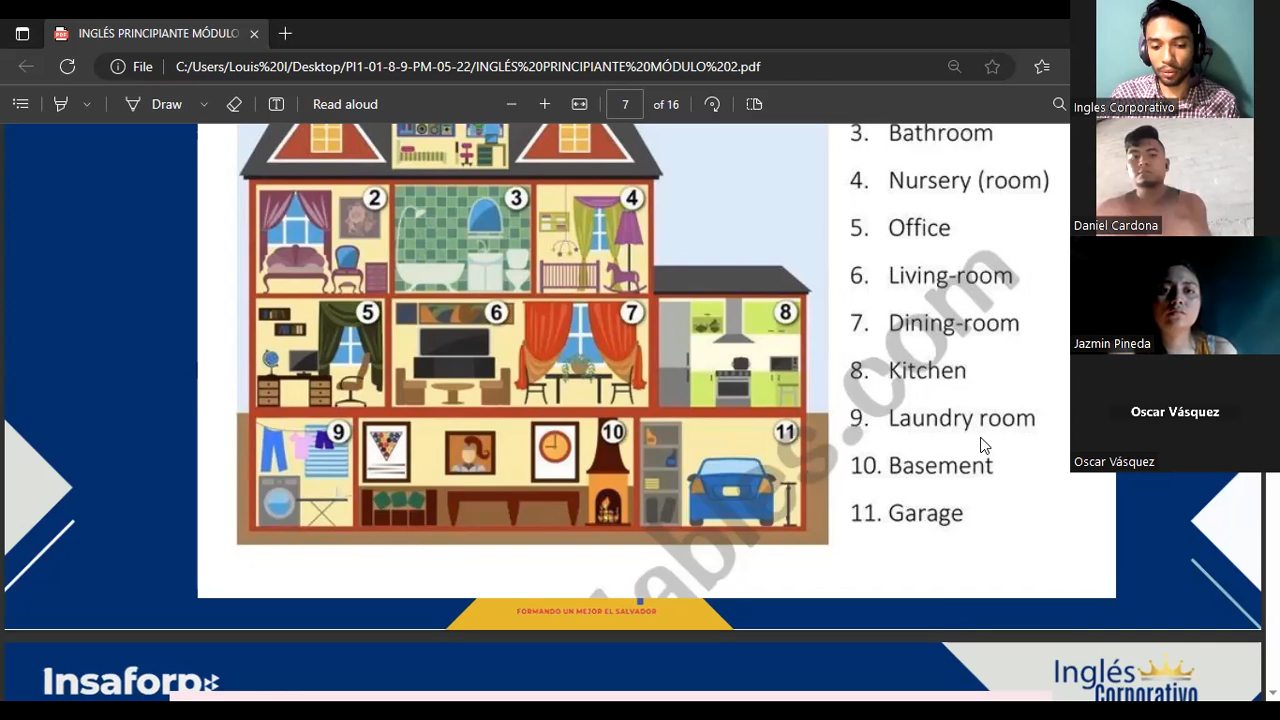 INGLÉS PRINCIPIANTE MÓDULO
File C:/Users/Louis%20I/Desktop/PI1-01-8-9-PM-05-22/INGLÉS%20PRINCIPIANTE%20MÓDULO%202.pdf
Draw Read aloud 7 of 16
3. Bathroom
4. Nursery (room)
5. Office
6. Living-room
7. Dining-room
8. Kitchen
9. Laundry room
10. Basement
11. Garage
2 3 4
5 6 7 8
9 10 11
FORMANDO UN MEJOR EL SALVADOR
Insaforp
Inglés
Corporativo
Ingles Corporativo
Daniel Cardona
Jazmin Pineda
Oscar Vásquez
Oscar Vásquez